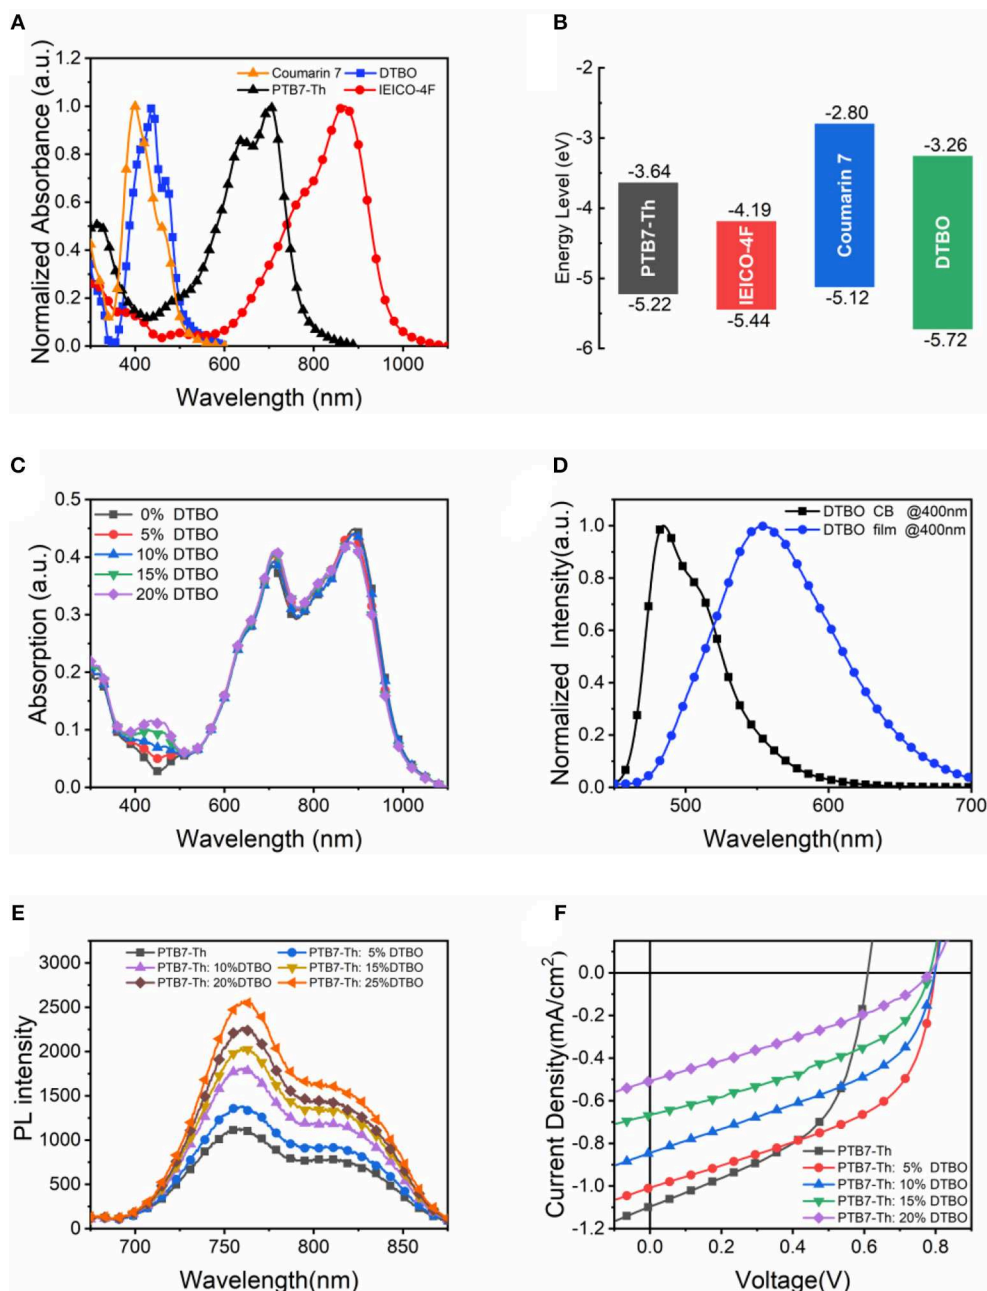 A
Normalized Absorbance (a.u.)
1.2
1.0
0.8
0.6
0.4
0.2
0.0
Coumarin 7 DTBO
PTB7-Th IEICO-4F
400 600 800 1000
Wavelength (nm)
B
Energy Level (eV)
-2
-3
-4
-5
-6
-3.64
PTB7-Th
-5.22
-4.19
IEICO-4F
-5.44
-2.80
Coumarin 7
-5.12
-3.26
DTBO
-5.72
C
Absorption (a.u.)
0.5
0.4
0.3
0.2
0.1
0.0
0% DTBO
5% DTBO
10% DTBO
15% DTBO
20% DTBO
400 600 800 1000
Wavelength (nm)
D
Normalized Intensity(a.u.)
1.0
0.8
0.6
0.4
0.2
0.0
DTBO CB @400nm
DTBO film @400nm
500 600 700
Wavelength(nm)
E
PL intensity
3000
2500
2000
1500
1000
500
0
PTB7-Th PTB7-Th: 5% DTBO
PTB7-Th: 10%DTBO PTB7-Th: 15%DTBO
PTB7-Th: 20%DTBO PTB7-Th: 25%DTBO
700 750 800 850
Wavelength(nm)
F
Current Density(mA/cm2)
0.0
-0.2
-0.4
-0.6
-0.8
-1.0
-1.2
PTB7-Th
PTB7-Th: 5% DTBO
PTB7-Th: 10% DTBO
PTB7-Th: 15% DTBO
PTB7-Th: 20% DTBO
0.0 0.2 0.4 0.6 0.8
Voltage(V)